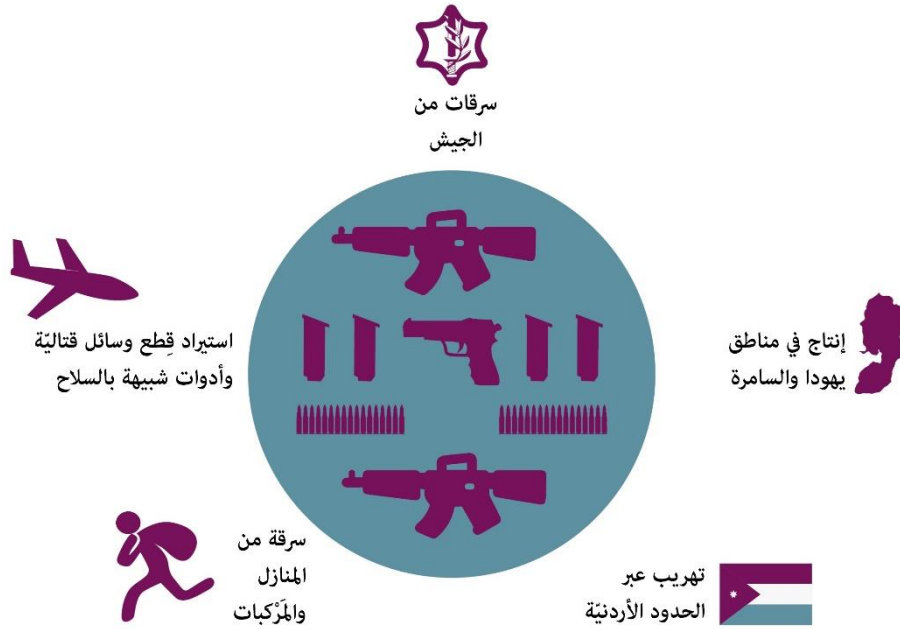 سرقات من
الجيش
إنتاج في مناطق
يهودا والسامرة
استيراد قِطع وسائل قتاليّة
وأدوات شبيهة بالسلاح
تهريب عبر
الحدود الأردنيّة
سرقة من
المنازل
والمَرْكبات